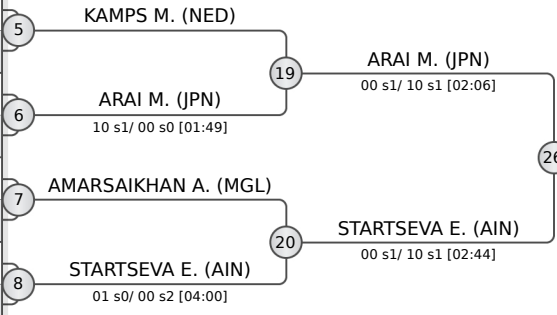 KAMPS M. (NED)
5
19
ARAI M. (JPN)
00 s1/ 10 s1 [02:06]
ARAI M. (JPN)
6
10 s1/ 00 s0 [01:49]
26
AMARSAIKHAN A. (MGL)
7
20
STARTSEVA E. (AIN)
00 s1/ 10 s1 [02:44]
STARTSEVA E. (AIN)
8
01 s0/ 00 s2 [04:00]